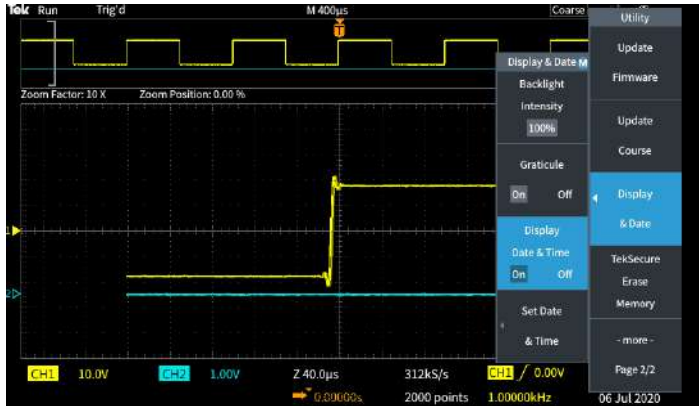 Tek Run Trig'd M 400µs Coarse
Zoom Factor: 10 X Zoom Position: 0.00 %
T
1
2
Display & Date M
Backlight
Intensity
100%
Graticule
On Off
Display
Date & Time
On Off
Set Date
& Time
Utility
Update
Firmware
Update
Course
Display
& Date
TekSecure
Erase
Memory
- more -
Page 2/2
CH1 10.0V CH2 1.00V Z 40.0µs 312kS/s CH1 / 0.00V
0.00000s 2000 points 1.00000kHz 06 Jul 2020